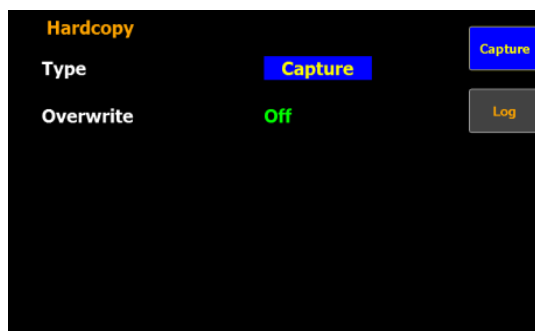 Hardcopy
Type Capture
Overwrite Off
Capture
Log